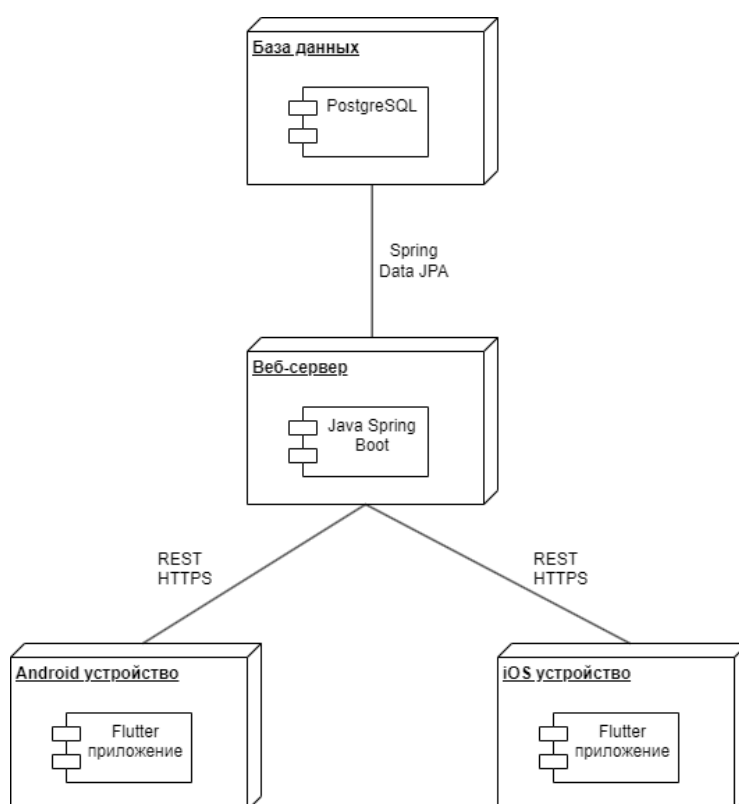 База данных
PostgreSQL
Spring
Data JPA
Веб-сервер
Java Spring
Boot
REST
HTTPS
REST
HTTPS
Android устройство
Flutter
приложение
iOS устройство
Flutter
приложение